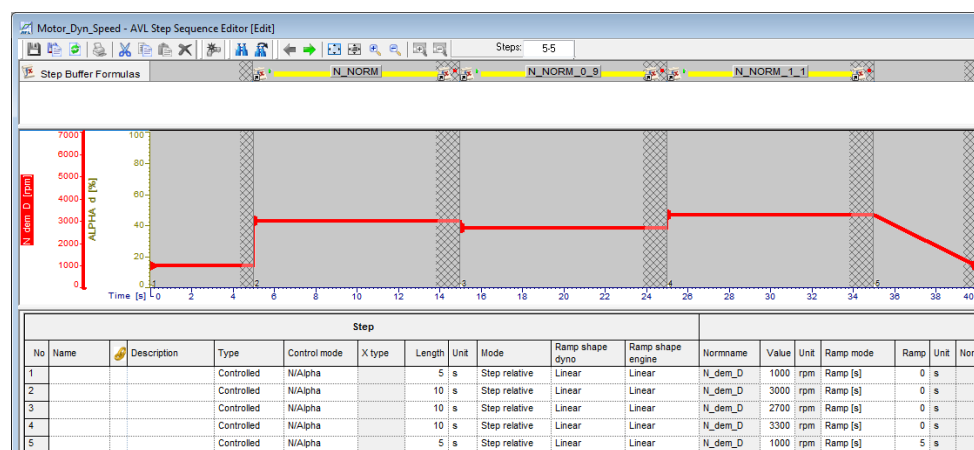 Motor_Dyn_Speed - AVL Step Sequence Editor [Edit]
Steps: 5-5
Step Buffer Formulas N_NORM N_NORM_0_9 N_NORM_1_1
N_dem_D [rpm]
7000 6000 5000 4000 3000 2000 1000 0
ALPHA d [%]
100 80 60 40 20 0
1 2 3 4 5
Time [s] 0 2 4 6 8 10 12 14 16 18 20 22 24 26 28 30 32 34 36 38 40
Step
No Name Description Type Control mode X type Length Unit Mode Ramp shape dyno Ramp shape engine Normname Value Unit Ramp mode Ramp Unit Nor
1 Controlled N/Alpha 5 s Step relative Linear Linear N_dem_D 1000 rpm Ramp [s] 0 s
2 Controlled N/Alpha 10 s Step relative Linear Linear N_dem_D 3000 rpm Ramp [s] 0 s
3 Controlled N/Alpha 10 s Step relative Linear Linear N_dem_D 2700 rpm Ramp [s] 0 s
4 Controlled N/Alpha 10 s Step relative Linear Linear N_dem_D 3300 rpm Ramp [s] 0 s
5 Controlled N/Alpha 5 s Step relative Linear Linear N_dem_D 1000 rpm Ramp [s] 5 s